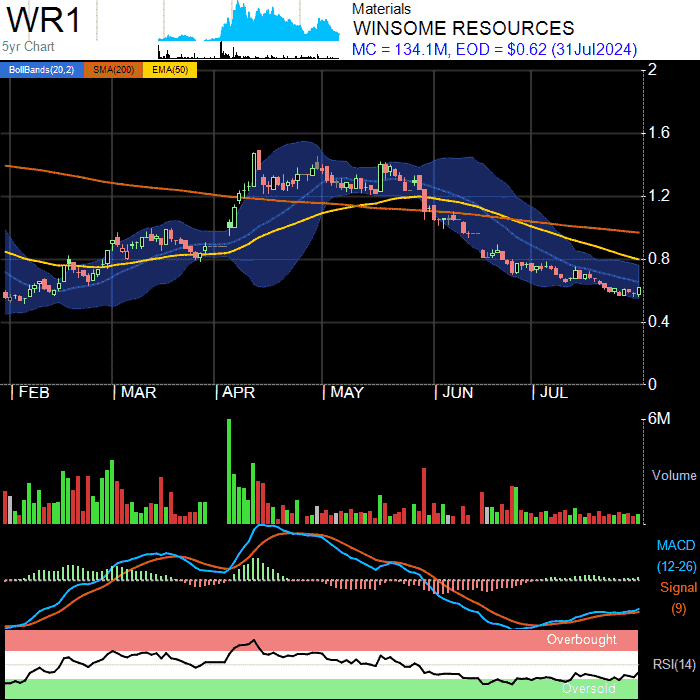 WR1
5yr Chart
Materials
WINSOME RESOURCES
MC = 134.1M, EOD = $0.62 (31Jul2024)
BollBands(20,2) SMA(200) EMA(50)
2
1.6
1.2
0.8
0.4
0
FEB MAR APR MAY JUN JUL
6M
Volume
MACD
(12-26)
Signal
(9)
Overbought
RSI(14)
Oversold